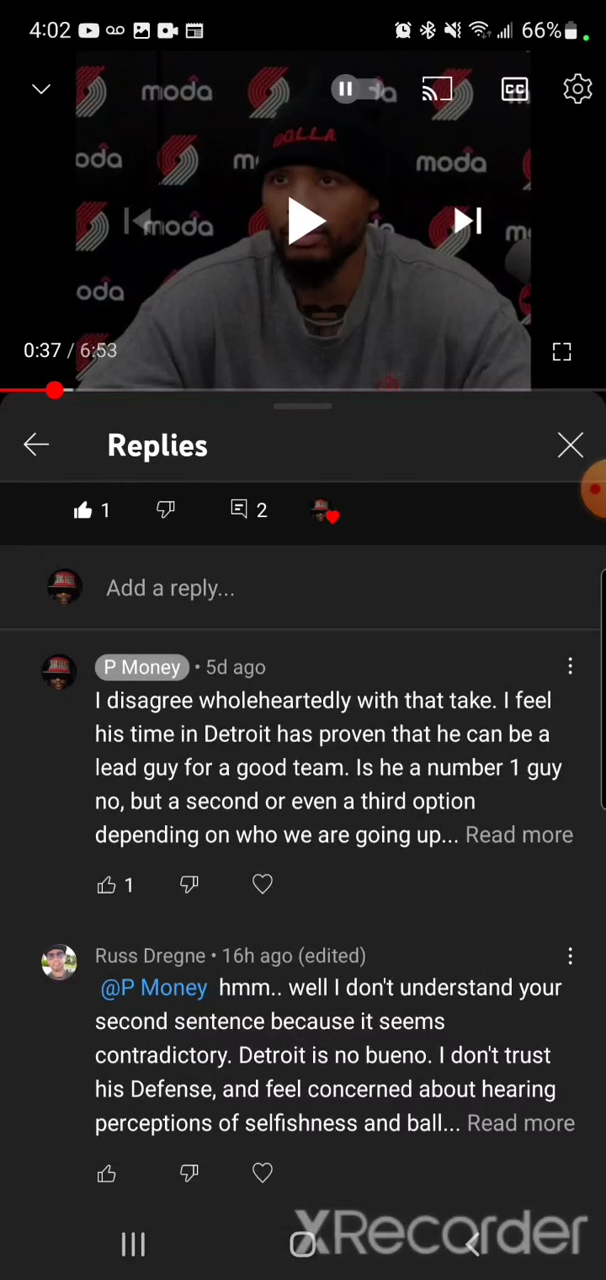 4:02 66%
moda
oda moda
moda
oda
DOLLA
0:37 / 6:53
Replies
1 2
Add a reply...
P Money • 5d ago
I disagree wholeheartedly with that take. I feel
his time in Detroit has proven that he can be a
lead guy for a good team. Is he a number 1 guy
no, but a second or even a third option
depending on who we are going up... Read more
1
Russ Dregne • 16h ago (edited)
@P Money hmm.. well I don't understand your
second sentence because it seems
contradictory. Detroit is no bueno. I don't trust
his Defense, and feel concerned about hearing
perceptions of selfishness and ball... Read more
XRecorder